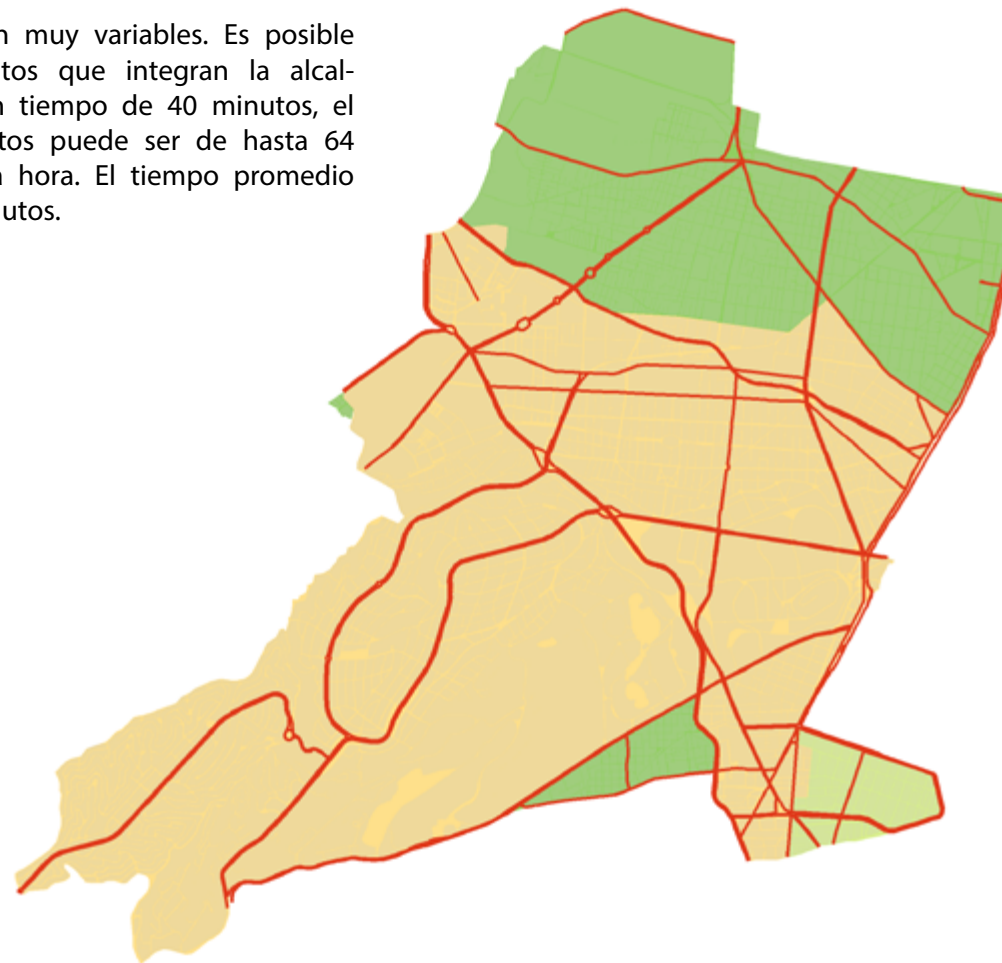 n muy variables. Es posible
tos que integran la alcal-
n tiempo de 40 minutos, el
tos puede ser de hasta 64
a hora. El tiempo promedio
utos.